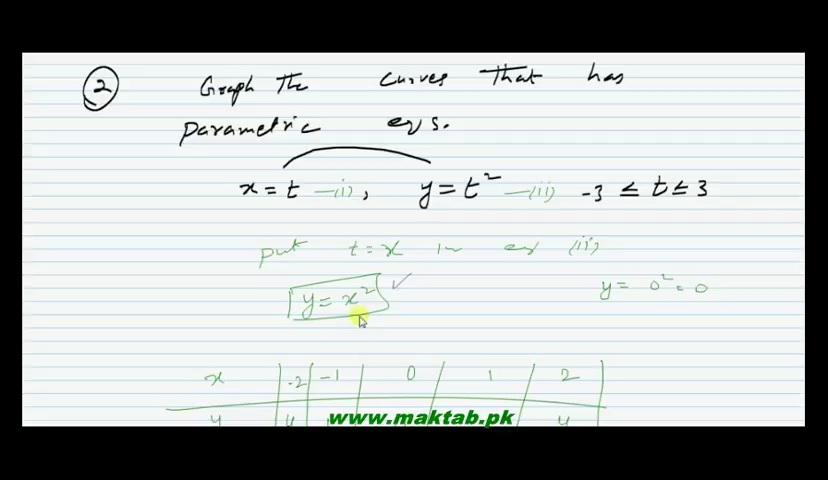 2 Graph The curves That has
parametric eqs.
x = t —(i), y = t² —(ii) -3 ≤ t ≤ 3
put t = x in eq (ii)
y = x² ✓ y = 0² = 0
x | -2 | -1 | 0 | 1 | 2
y | 4 | 4
www.maktab.pk